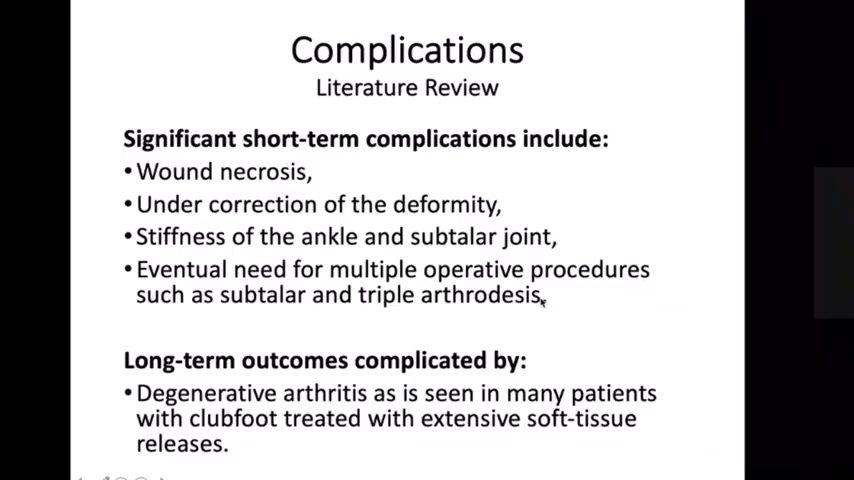 Complications
Literature Review
Significant short-term complications include:
•Wound necrosis,
•Under correction of the deformity,
•Stiffness of the ankle and subtalar joint,
•Eventual need for multiple operative procedures
such as subtalar and triple arthrodesis.
Long-term outcomes complicated by:
•Degenerative arthritis as is seen in many patients
with clubfoot treated with extensive soft-tissue
releases.